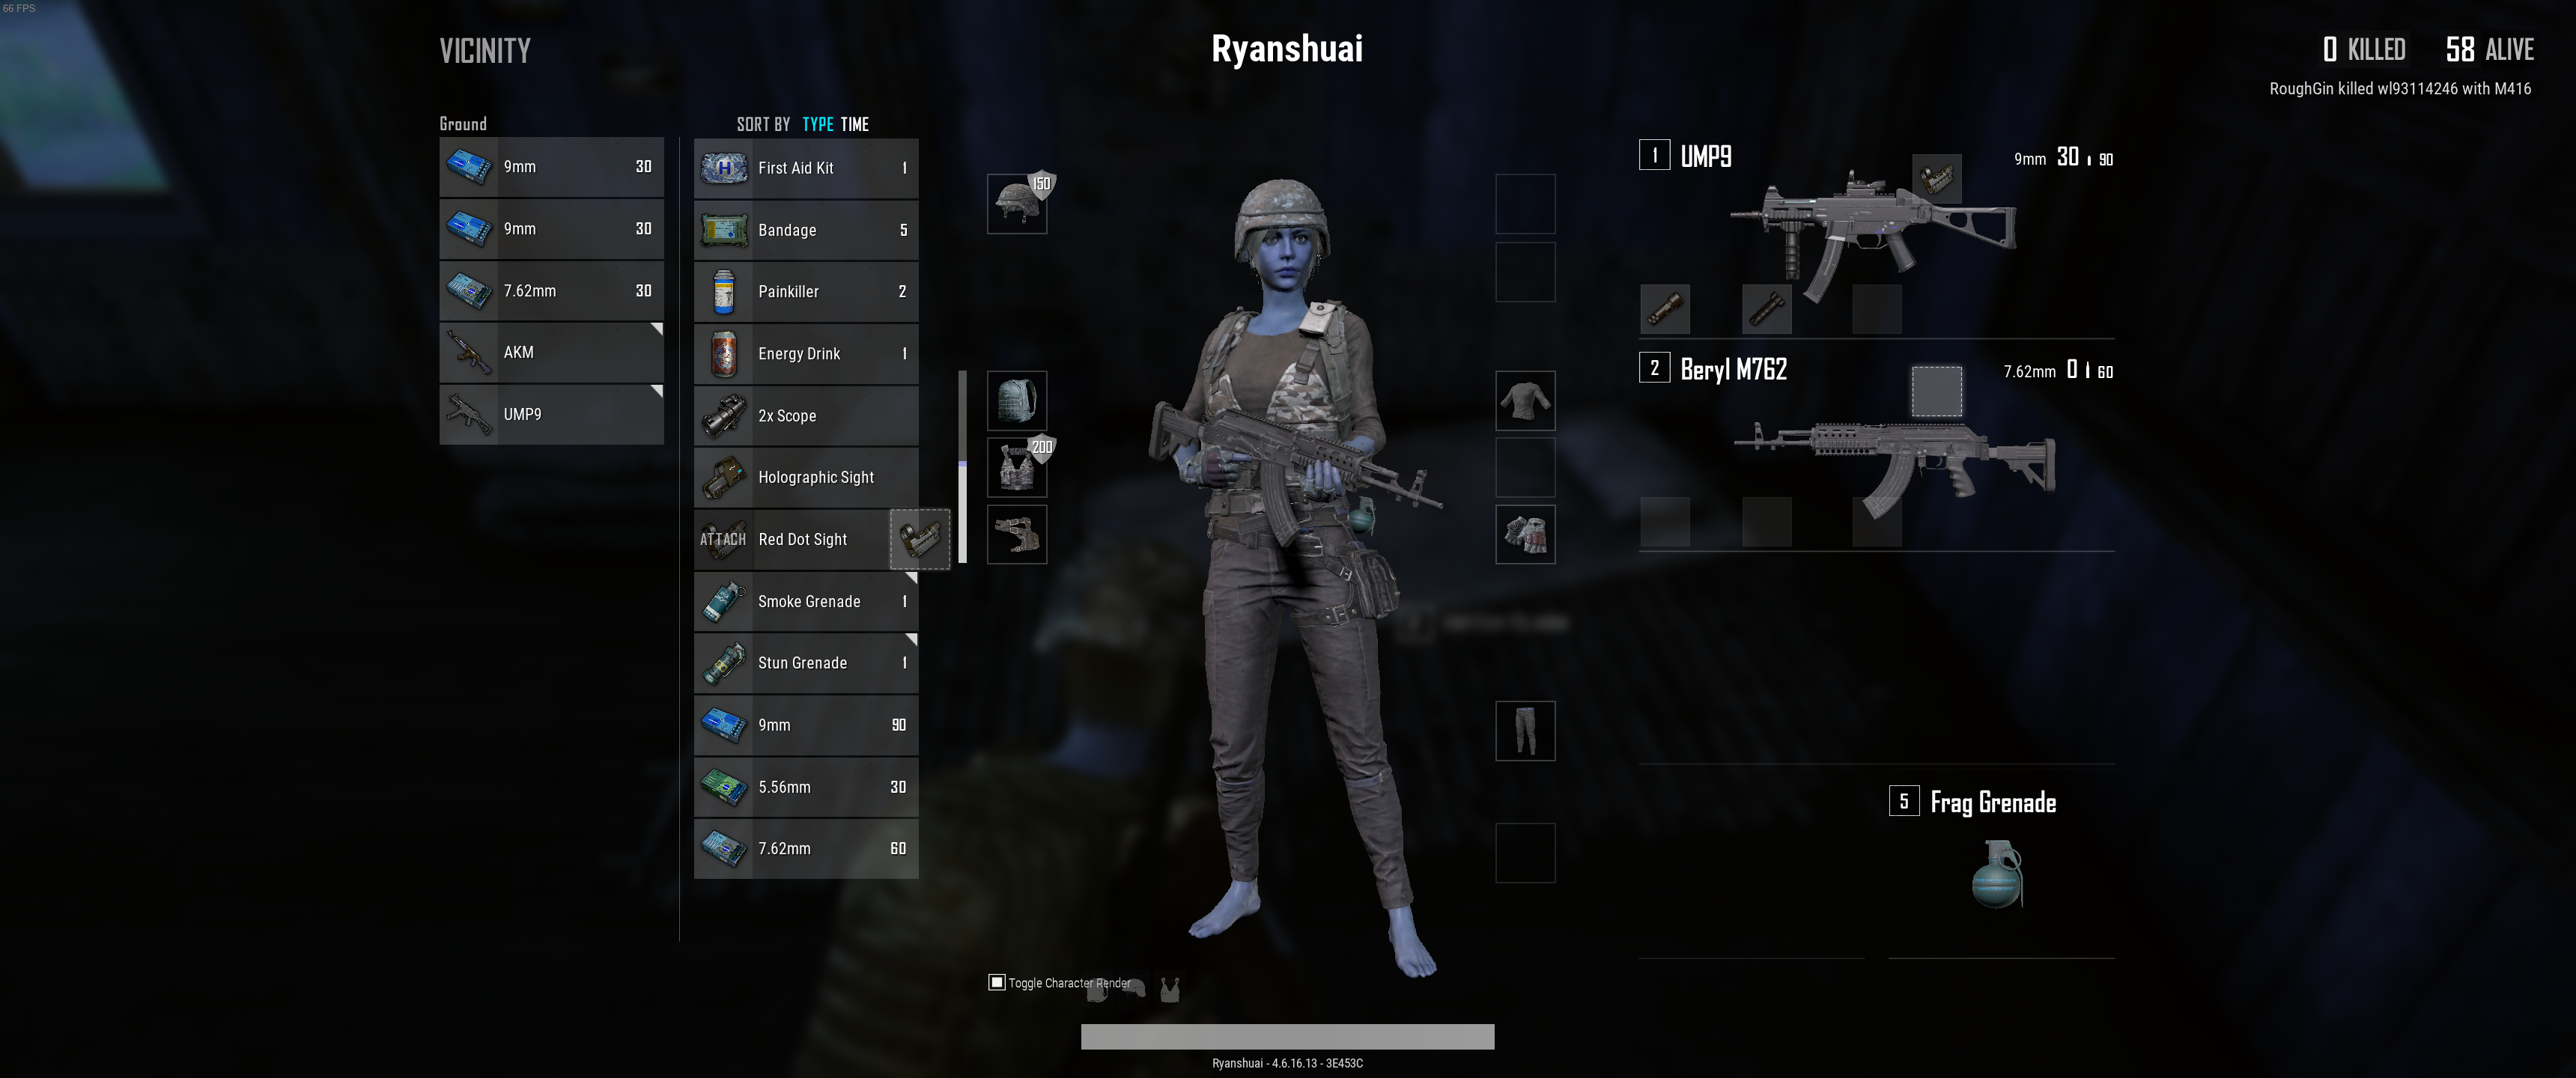 66 FPS
VICINITY
Ryanshuai
0 KILLED 58 ALIVE
RoughGin killed wl93114246 with M416
Ground
SORT BY TYPE TIME
9mm 30
9mm 30
7.62mm 30
AKM
UMP9
First Aid Kit 1
Bandage 5
Painkiller 2
Energy Drink 1
2x Scope
Holographic Sight
ATTACH Red Dot Sight
Smoke Grenade 1
Stun Grenade 1
9mm 90
5.56mm 30
7.62mm 60
150
200
1 UMP9 9mm 30 90
2 Beryl M762 7.62mm 0 60
5 Frag Grenade
Toggle Character Render
Ryanshuai - 4.6.16.13 - 3E453C